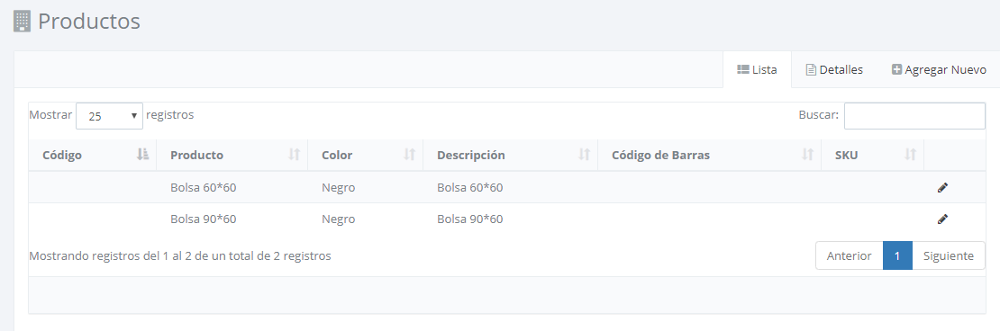 Productos
Lista Detalles Agregar Nuevo
Mostrar 25 registros Buscar:
Código Producto Color Descripción Código de Barras SKU
Bolsa 60*60 Negro Bolsa 60*60
Bolsa 90*60 Negro Bolsa 90*60
Mostrando registros del 1 al 2 de un total de 2 registros Anterior 1 Siguiente